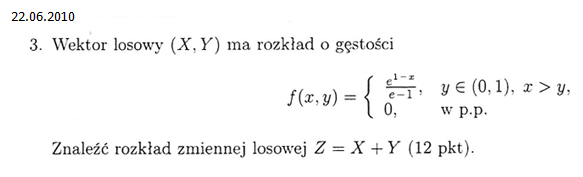 22.06.2010
3. Wektor losowy (X, Y) ma rozkład o gęstości
f(x, y) = { e^{1-x}/(e-1), y ∈ (0, 1), x > y,
0, w p.p.
Znaleźć rozkład zmiennej losowej Z = X + Y (12 pkt).